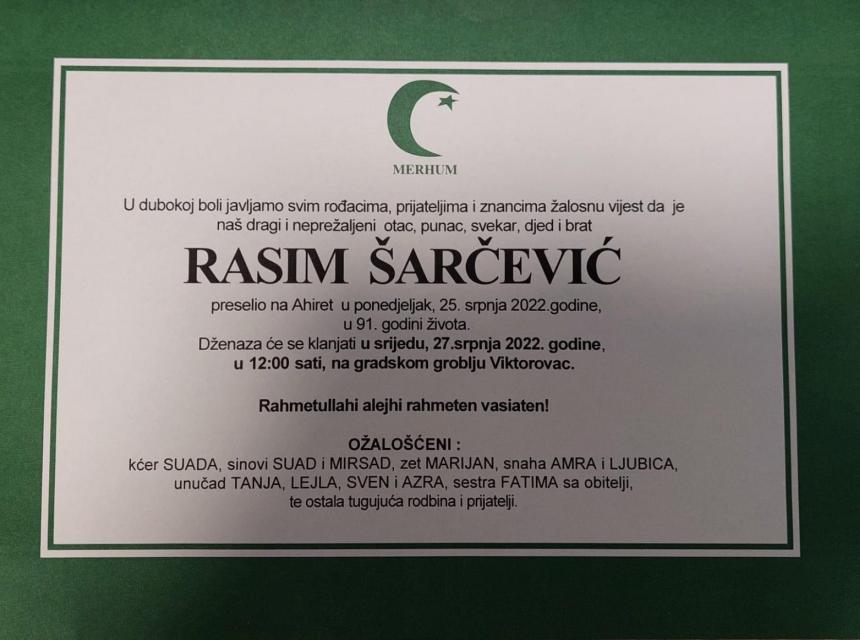 MERHUM
U dubokoj boli javljamo svim rođacima, prijateljima i znancima žalosnu vijest da je
naš dragi i neprežaljeni otac, punac, svekar, djed i brat
RASIM ŠARČEVIĆ
preselio na Ahiret u ponedjeljak, 25. srpnja 2022.godine,
u 91. godini života.
Dženaza će se klanjati u srijedu, 27.srpnja 2022. godine,
u 12:00 sati, na gradskom groblju Viktorovac.
Rahmetullahi alejhi rahmeten vasiaten!
OŽALOŠĆENI :
kćer SUADA, sinovi SUAD i MIRSAD, zet MARIJAN, snaha AMRA i LJUBICA,
unučad TANJA, LEJLA, SVEN i AZRA, sestra FATIMA sa obitelji,
te ostala tugujuća rodbina i prijatelji.